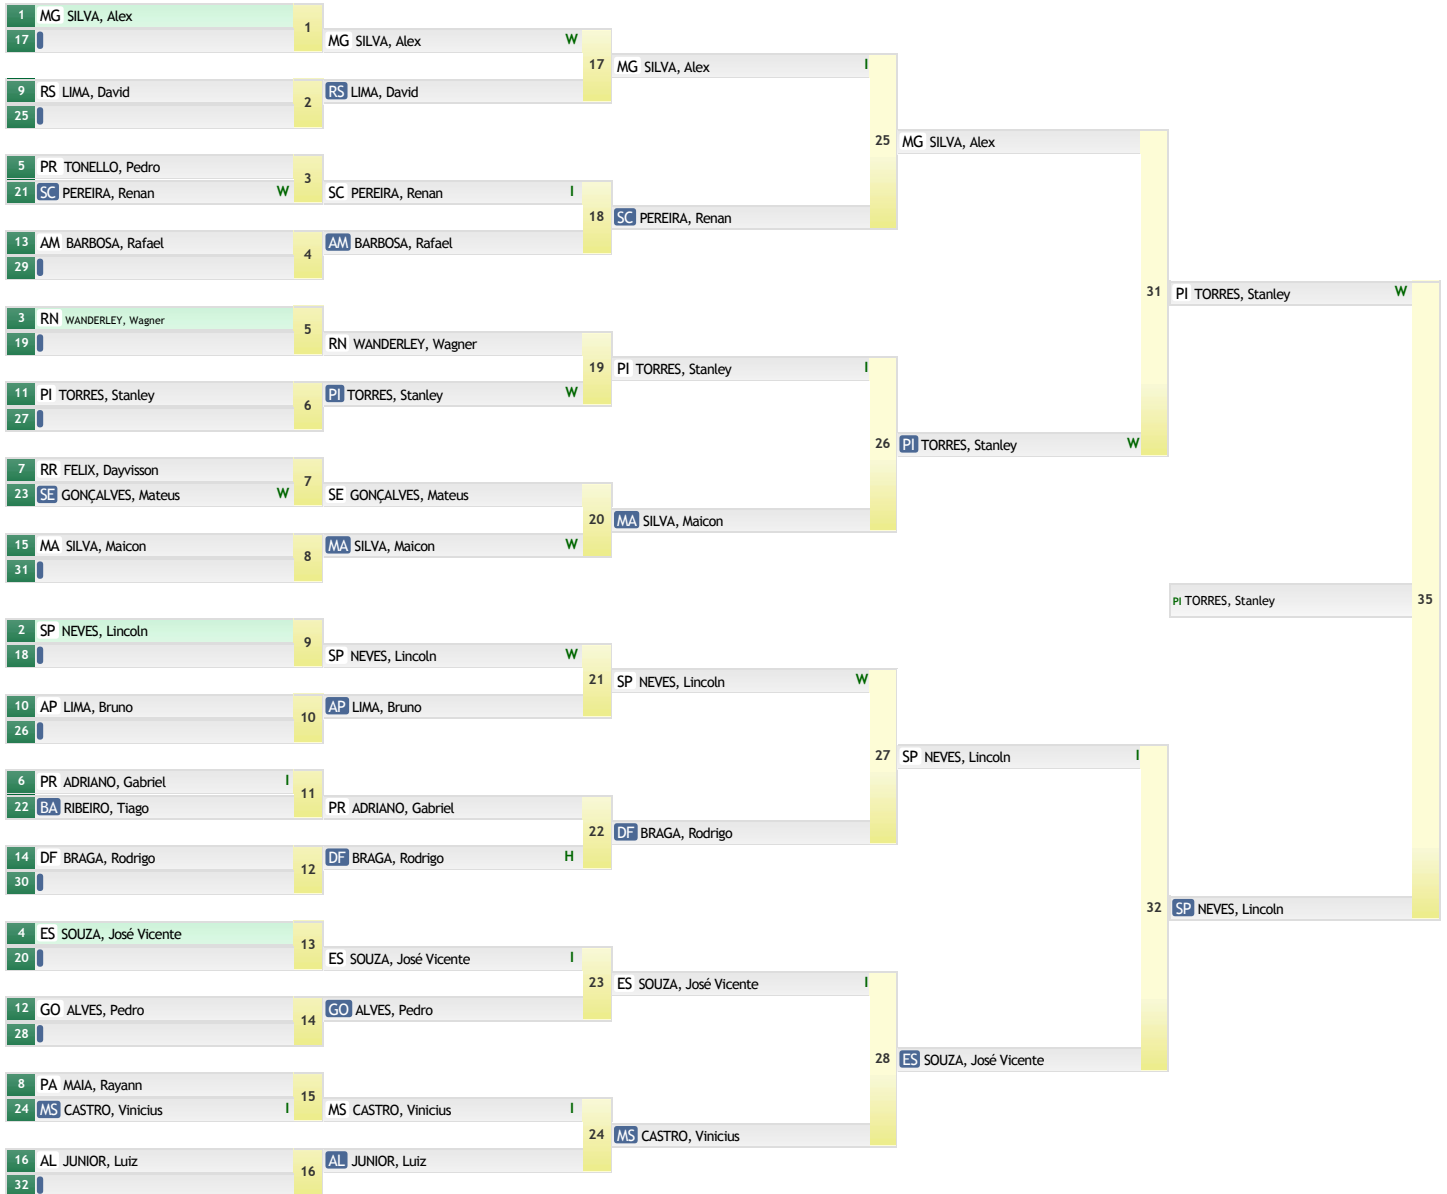 1 MG SILVA, Alex
17
1
MG SILVA, Alex W
9 RS LIMA, David
25
2
RS LIMA, David
17
MG SILVA, Alex I
5 PR TONELLO, Pedro
21 SC PEREIRA, Renan W
3
SC PEREIRA, Renan I
13 AM BARBOSA, Rafael
29
4
AM BARBOSA, Rafael
18
SC PEREIRA, Renan
25
MG SILVA, Alex
3 RN WANDERLEY, Wagner
19
5
RN WANDERLEY, Wagner
11 PI TORRES, Stanley
27
6
PI TORRES, Stanley W
19
PI TORRES, Stanley I
7 RR FELIX, Dayvisson
23 SE GONÇALVES, Mateus W
7
SE GONÇALVES, Mateus
15 MA SILVA, Maicon
31
8
MA SILVA, Maicon W
20
MA SILVA, Maicon
26
PI TORRES, Stanley W
31
PI TORRES, Stanley W
PI TORRES, Stanley
35
2 SP NEVES, Lincoln
18
9
SP NEVES, Lincoln W
10 AP LIMA, Bruno
26
10
AP LIMA, Bruno
21
SP NEVES, Lincoln W
6 PR ADRIANO, Gabriel I
22 BA RIBEIRO, Tiago
11
PR ADRIANO, Gabriel
14 DF BRAGA, Rodrigo
30
12
DF BRAGA, Rodrigo H
22
DF BRAGA, Rodrigo
27
SP NEVES, Lincoln I
4 ES SOUZA, José Vicente
20
13
ES SOUZA, José Vicente I
12 GO ALVES, Pedro
28
14
GO ALVES, Pedro
23
ES SOUZA, José Vicente I
8 PA MAIA, Rayann
24 MS CASTRO, Vinicius I
15
MS CASTRO, Vinicius I
16 AL JUNIOR, Luiz
32
16
AL JUNIOR, Luiz
24
MS CASTRO, Vinicius
28
ES SOUZA, José Vicente
32
SP NEVES, Lincoln